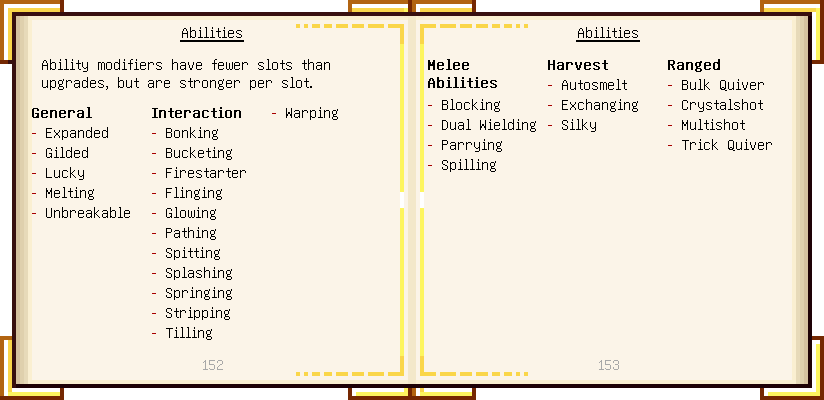 Abilities
Ability modifiers have fewer slots than
upgrades, but are stronger per slot.
General
- Expanded
- Gilded
- Lucky
- Melting
- Unbreakable
Interaction
- Bonking
- Bucketing
- Firestarter
- Flinging
- Glowing
- Pathing
- Spitting
- Splashing
- Springing
- Stripping
- Tilling
- Warping
152
Abilities
Melee
Abilities
- Blocking
- Dual Wielding
- Parrying
- Spilling
Harvest
- Autosmelt
- Exchanging
- Silky
Ranged
- Bulk Quiver
- Crystalshot
- Multishot
- Trick Quiver
153